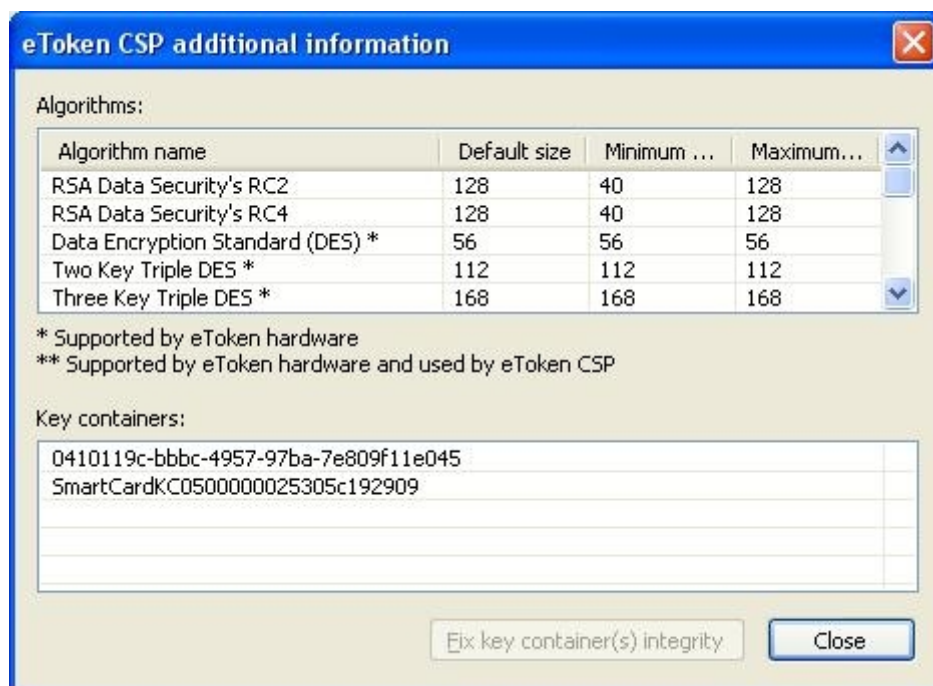 eToken CSP additional information
Algorithms:
Algorithm name Default size Minimum ... Maximum...
RSA Data Security's RC2 128 40 128
RSA Data Security's RC4 128 40 128
Data Encryption Standard (DES) * 56 56 56
Two Key Triple DES * 112 112 112
Three Key Triple DES * 168 168 168
* Supported by eToken hardware
** Supported by eToken hardware and used by eToken CSP
Key containers:
0410119c-bbbc-4957-97ba-7e809f11e045
SmartCardKC0500000025305c192909
Fix key container(s) integrity Close